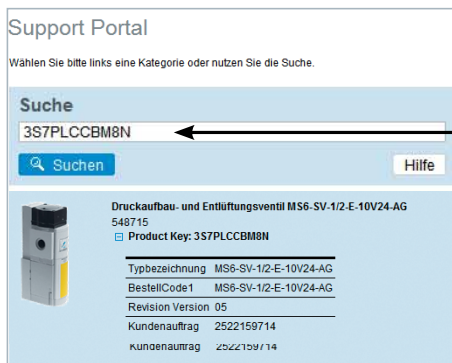 Support Portal
Wählen Sie bitte links eine Kategorie oder nutzen Sie die Suche.
Suche
3S7PLCCBM8N
Suchen
Hilfe
Druckaufbau- und Entlüftungsventil MS6-SV-1/2-E-10V24-AG
548715
Product Key: 3S7PLCCBM8N
Typbezeichnung MS6-SV-1/2-E-10V24-AG
BestellCode1 MS6-SV-1/2-E-10V24-AG
Revision Version 05
Kundenauftrag 2522159714
Kundenauftrag 2522159714